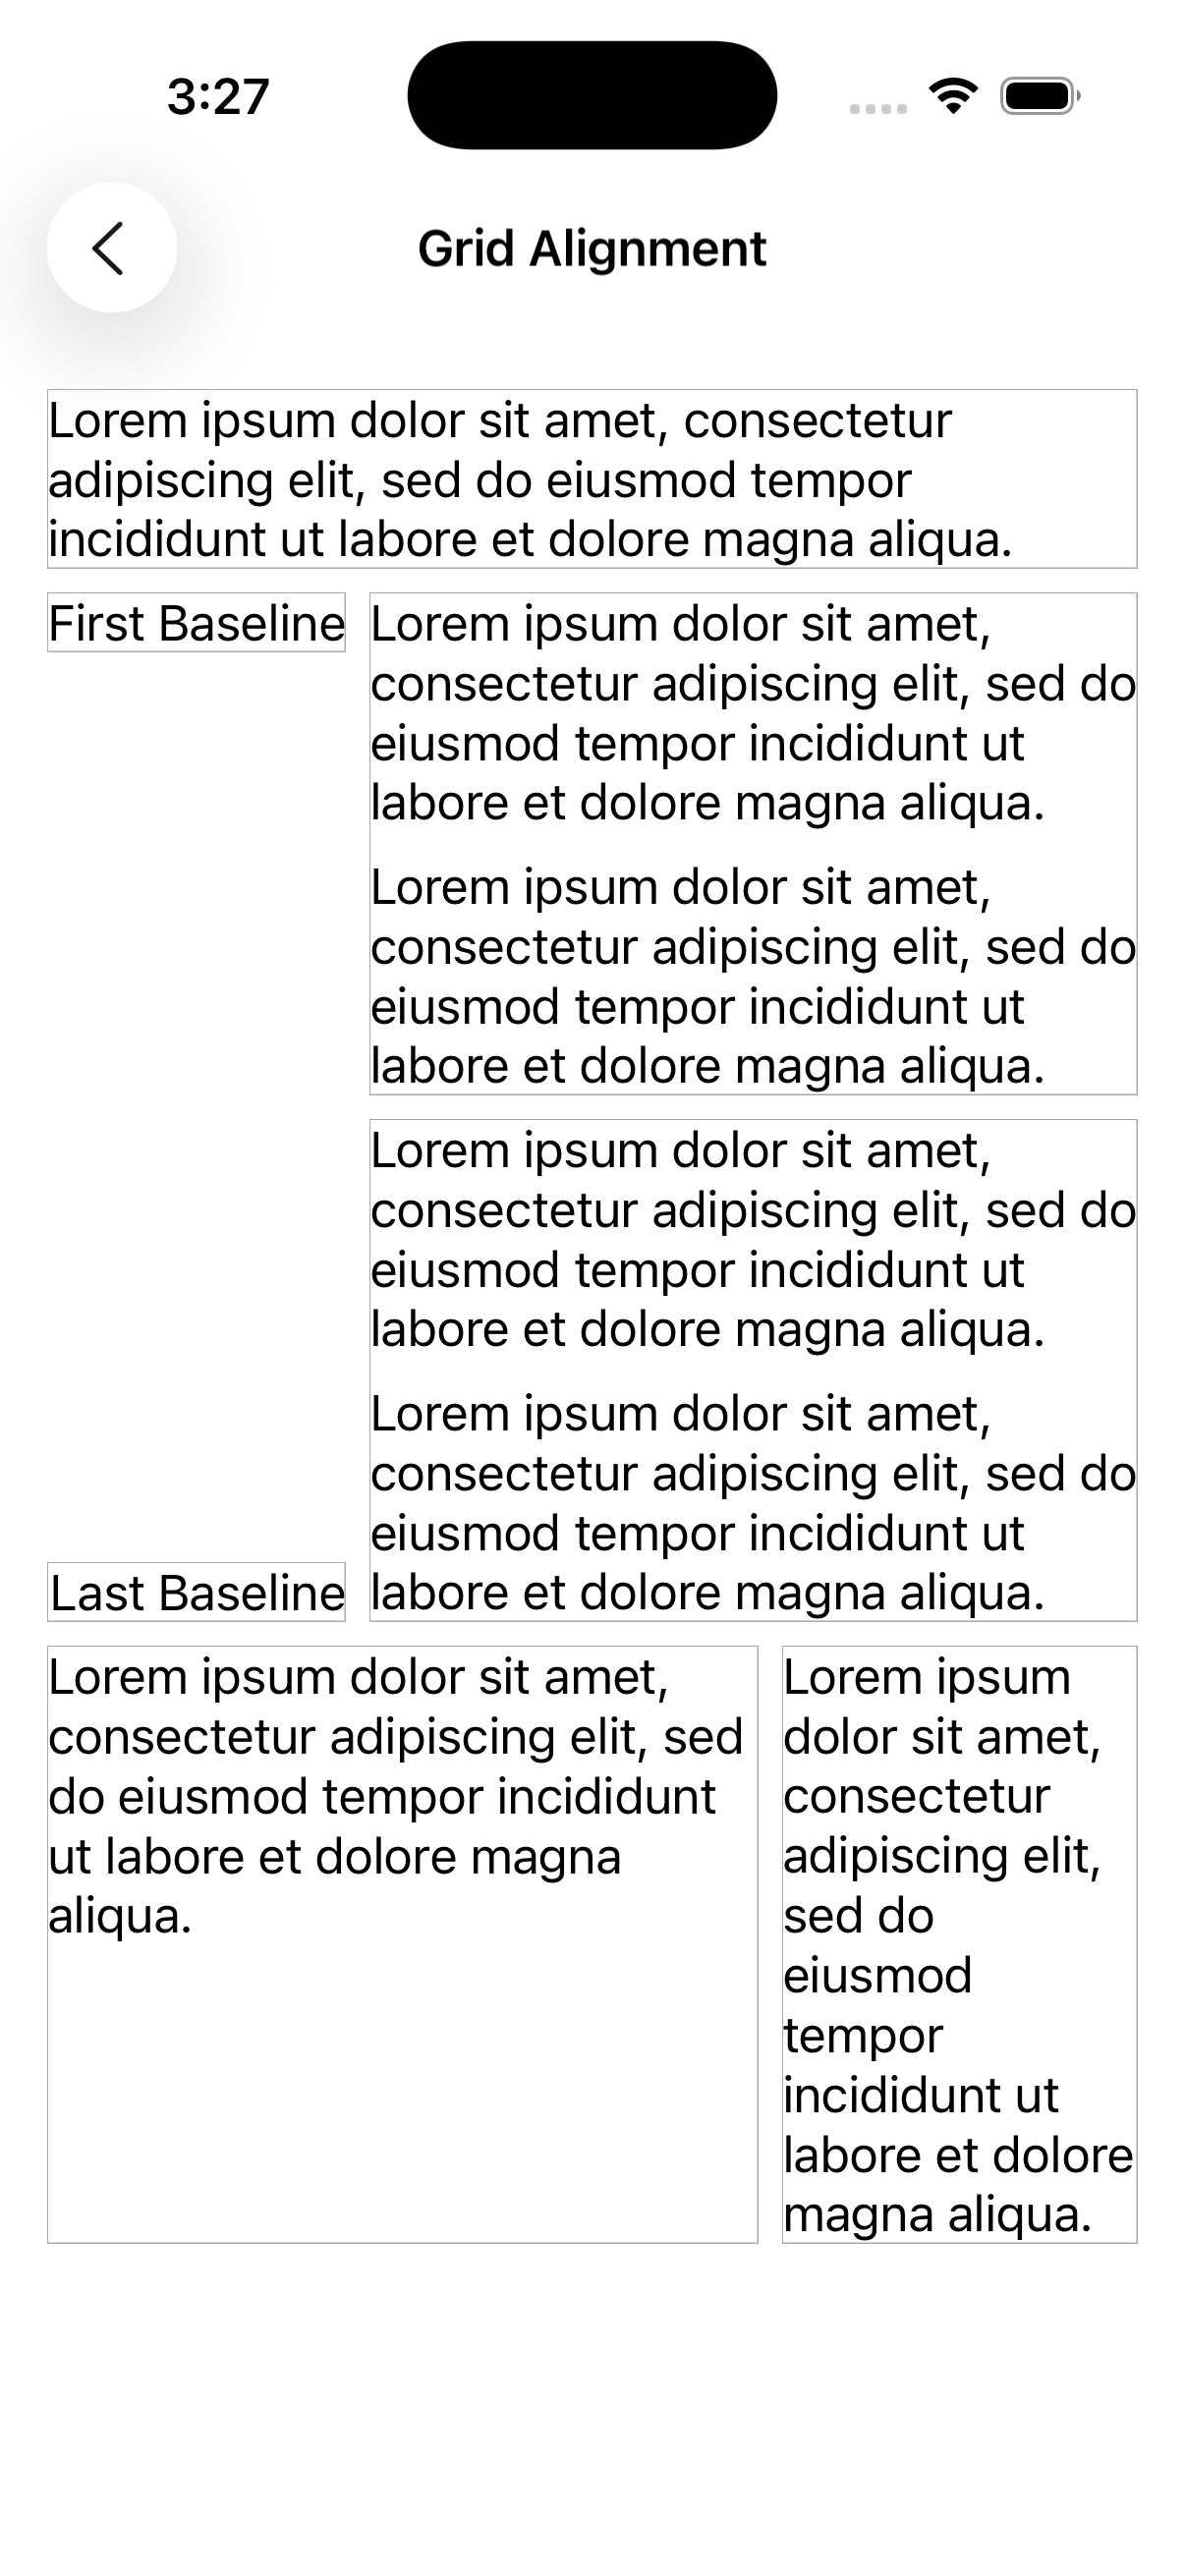 3:27
Grid Alignment
Lorem ipsum dolor sit amet, consectetur
adipiscing elit, sed do eiusmod tempor
incididunt ut labore et dolore magna aliqua.
First Baseline
Lorem ipsum dolor sit amet,
consectetur adipiscing elit, sed do
eiusmod tempor incididunt ut
labore et dolore magna aliqua.
Lorem ipsum dolor sit amet,
consectetur adipiscing elit, sed do
eiusmod tempor incididunt ut
labore et dolore magna aliqua.
Lorem ipsum dolor sit amet,
consectetur adipiscing elit, sed do
eiusmod tempor incididunt ut
labore et dolore magna aliqua.
Lorem ipsum dolor sit amet,
consectetur adipiscing elit, sed do
eiusmod tempor incididunt ut
Last Baseline
labore et dolore magna aliqua.
Lorem ipsum dolor sit amet,
consectetur adipiscing elit, sed
do eiusmod tempor incididunt
ut labore et dolore magna
aliqua.
Lorem ipsum
dolor sit amet,
consectetur
adipiscing elit,
sed do
eiusmod
tempor
incididunt ut
labore et dolore
magna aliqua.